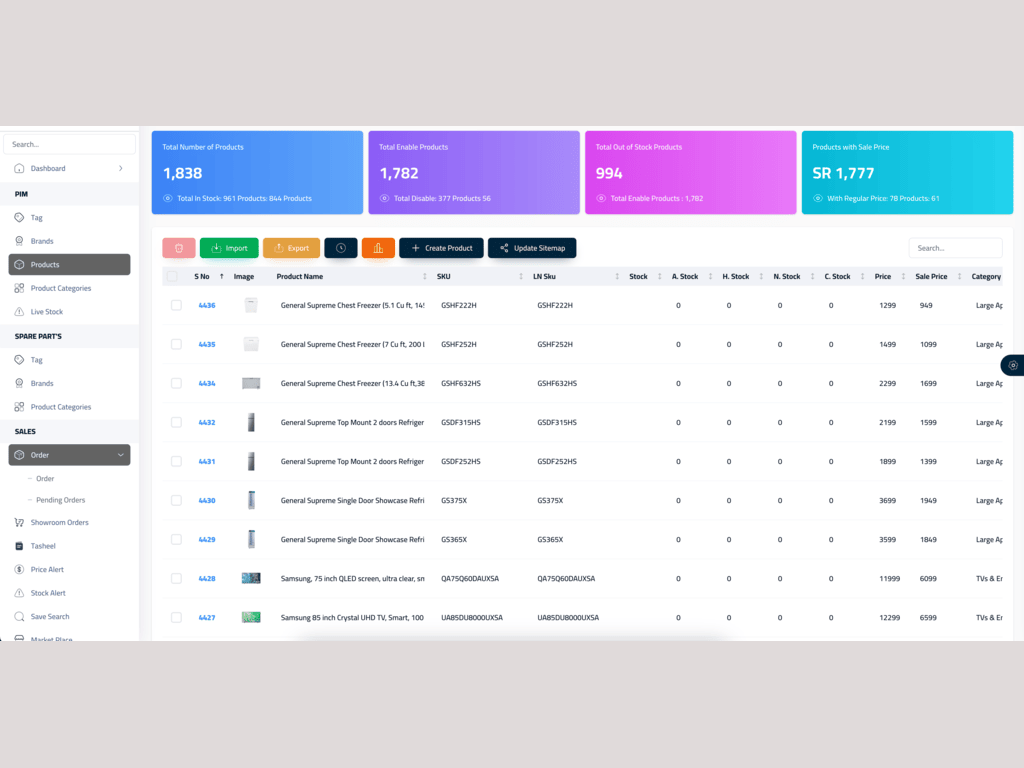 Search...
Dashboard
PIM
Tag
Brands
Products
Product Categories
Live Stock
SPARE PART'S
Tag
Brands
Product Categories
SALES
Order
Order
Pending Orders
Showroom Orders
Tasheel
Price Alert
Stock Alert
Save Search
Market Place
Total Number of Products
1,838
Total In Stock: 961 Products: 844 Products
Total Enable Products
1,782
Total Disable: 377 Products 56
Total Out of Stock Products
994
Total Enable Products : 1,782
Products with Sale Price
SR 1,777
With Regular Price: 78 Products: 61
Import Export Create Product Update Sitemap Search...
S No Image Product Name SKU LN Sku Stock A. Stock H. Stock N. Stock C. Stock Price Sale Price Category
4436 General Supreme Chest Freezer (5.1 Cu ft, 145 GSHF222H GSHF222H 0 0 0 0 1299 949 Large Ap
4435 General Supreme Chest Freezer (7 Cu ft, 200 l GSHF252H GSHF252H 0 0 0 0 1499 1099 Large Ap
4434 General Supreme Chest Freezer (13.4 Cu ft,38 GSHF632HS GSHF632HS 0 0 0 0 2299 1699 Large Ap
4432 General Supreme Top Mount 2 doors Refriger GSDF315HS GSDF315HS 0 0 0 0 2199 1599 Large Ap
4431 General Supreme Top Mount 2 doors Refriger GSDF252HS GSDF252HS 0 0 0 0 1899 1399 Large Ap
4430 General Supreme Single Door Showcase Refri GS375X GS375X 0 0 0 0 3699 1949 Large Ap
4429 General Supreme Single Door Showcase Refri GS365X GS365X 0 0 0 0 3599 1849 Large Ap
4428 Samsung, 75 inch QLED screen, ultra clear, sn QA75Q60DAUXSA QA75Q60DAUXSA 0 0 0 0 11999 6099 TVs & Er
4427 Samsung 85 inch Crystal UHD TV, Smart, 100 UA85DU8000UXSA UA85DU8000UXSA 0 0 0 0 12299 6599 TVs & Er